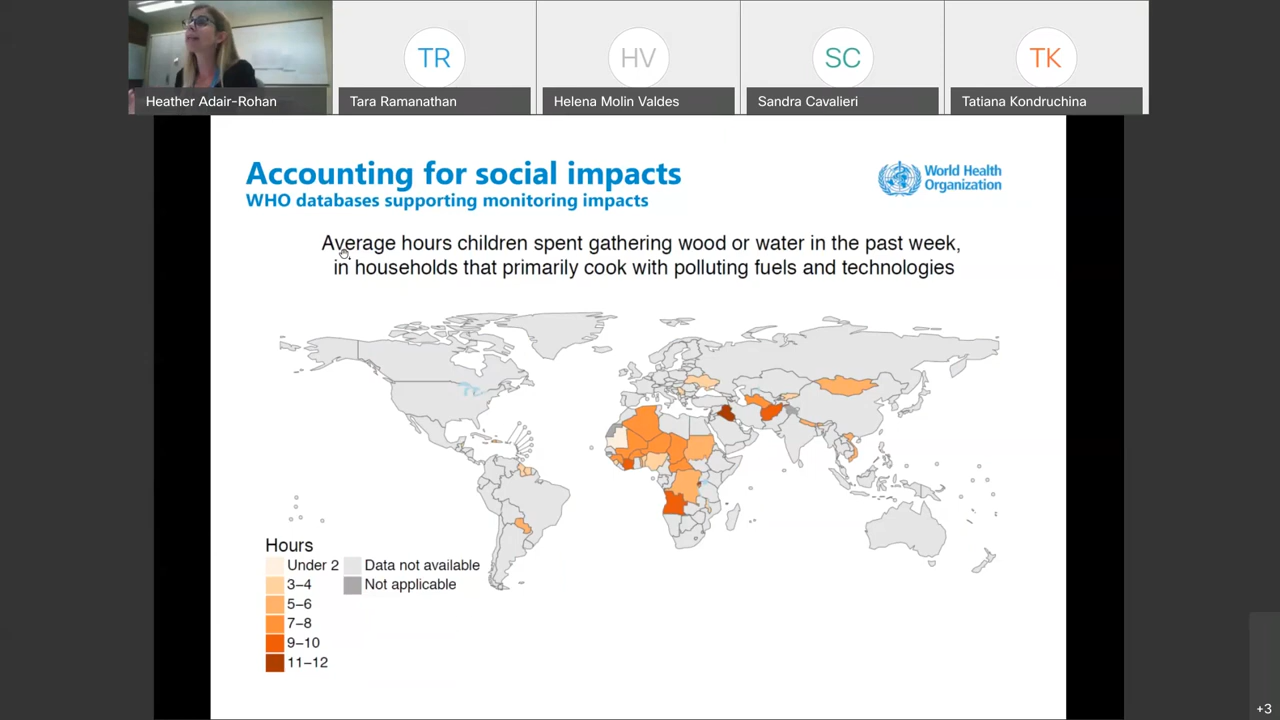 TR
HV
SC
TK
Heather Adair-Rohan
Tara Ramanathan
Helena Molin Valdes
Sandra Cavalieri
Tatiana Kondruchina
Accounting for social impacts
WHO databases supporting monitoring impacts
World Health
Organization
Average hours children spent gathering wood or water in the past week,
in households that primarily cook with polluting fuels and technologies
Hours
Under 2
3–4
5–6
7–8
9–10
11–12
Data not available
Not applicable
+3